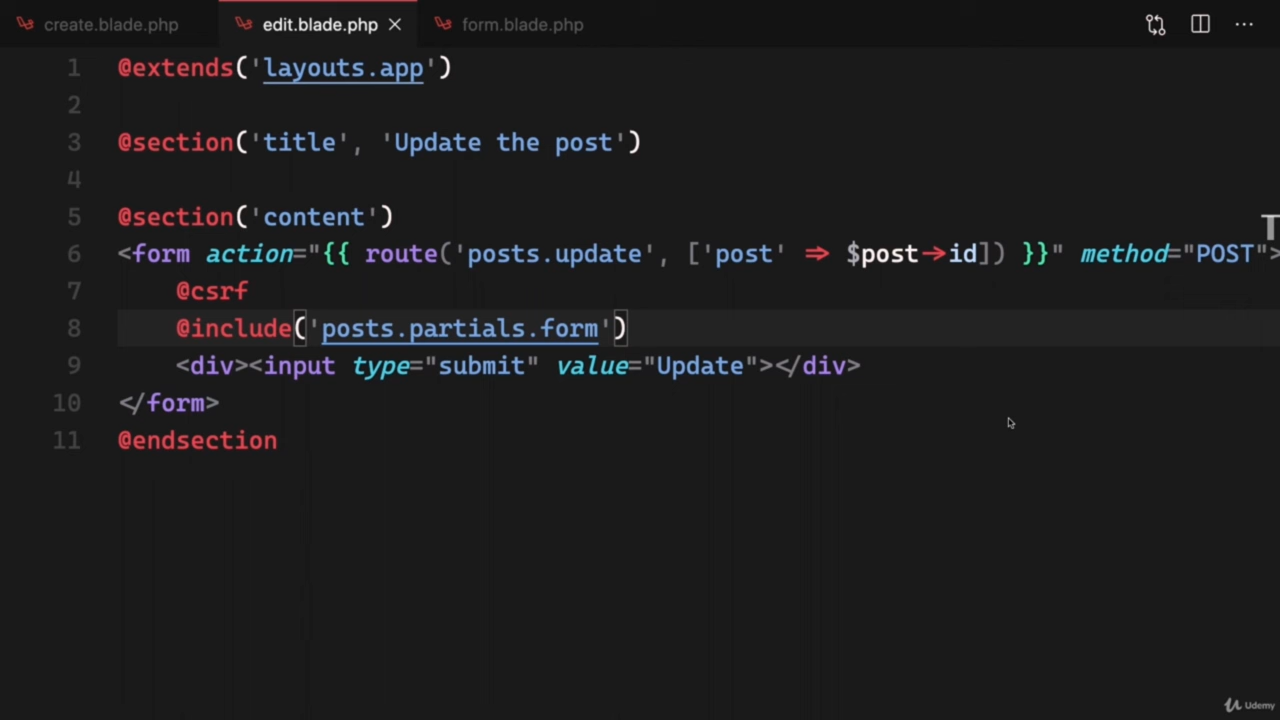 create.blade.php edit.blade.php form.blade.php
1 @extends('layouts.app')
2
3 @section('title', 'Update the post')
4
5 @section('content')
6 <form action="{{ route('posts.update', ['post' => $post->id]) }}" method="POST">
7 @csrf
8 @include('posts.partials.form')
9 <div><input type="submit" value="Update"></div>
10 </form>
11 @endsection
T
Udemy